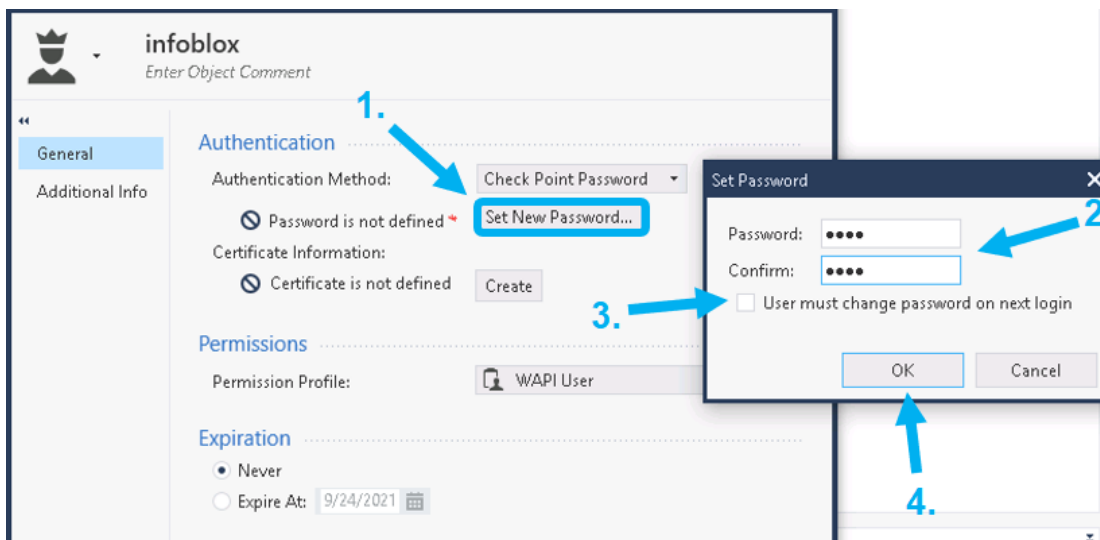 infoblox
Enter Object Comment
1.
General
Additional Info
Authentication
Authentication Method:
Check Point Password
Password is not defined *
Set New Password...
Certificate Information:
Certificate is not defined
Create
Permissions
Permission Profile:
WAPI User
Expiration
Never
Expire At: 9/24/2021
Set Password
2
Password: ••••
Confirm: ••••
3.
User must change password on next login
OK
Cancel
4.